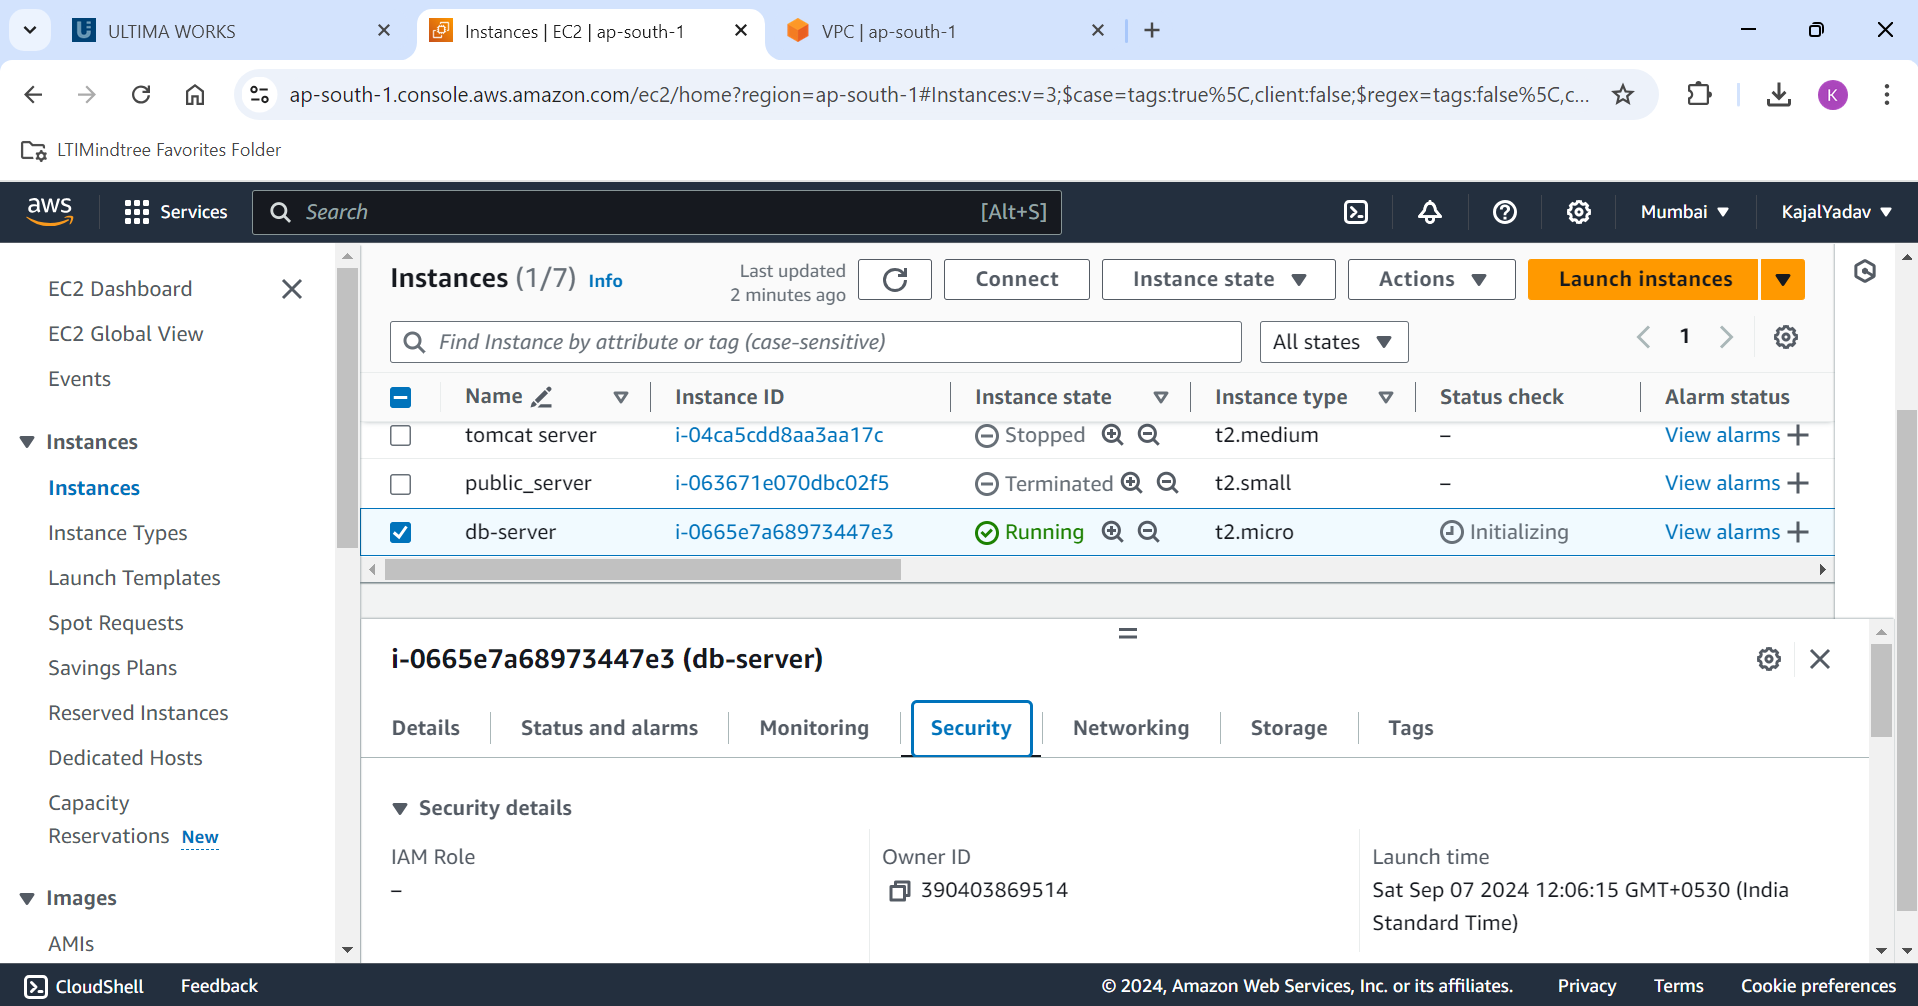 ULTIMA WORKS
Instances | EC2 | ap-south-1
VPC | ap-south-1
ap-south-1.console.aws.amazon.com/ec2/home?region=ap-south-1#Instances:v=3;$case=tags:true%5C,client:false;$regex=tags:false%5C,c...
K
LTIMindtree Favorites Folder
aws
Services
Search
[Alt+S]
Mumbai
KajalYadav
EC2 Dashboard
EC2 Global View
Events
Instances
Instances
Instance Types
Launch Templates
Spot Requests
Savings Plans
Reserved Instances
Dedicated Hosts
Capacity
Reservations New
Images
AMIs
Instances (1/7) Info
Last updated
2 minutes ago
Connect
Instance state
Actions
Launch instances
Find Instance by attribute or tag (case-sensitive)
All states
1
Name Instance ID Instance state Instance type Status check Alarm status
tomcat server i-04ca5cdd8aa3aa17c Stopped t2.medium – View alarms
public_server i-063671e070dbc02f5 Terminated t2.small – View alarms
db-server i-0665e7a68973447e3 Running t2.micro Initializing View alarms
i-0665e7a68973447e3 (db-server)
Details Status and alarms Monitoring Security Networking Storage Tags
Security details
IAM Role
–
Owner ID
390403869514
Launch time
Sat Sep 07 2024 12:06:15 GMT+0530 (India
Standard Time)
CloudShell Feedback © 2024, Amazon Web Services, Inc. or its affiliates. Privacy Terms Cookie preferences